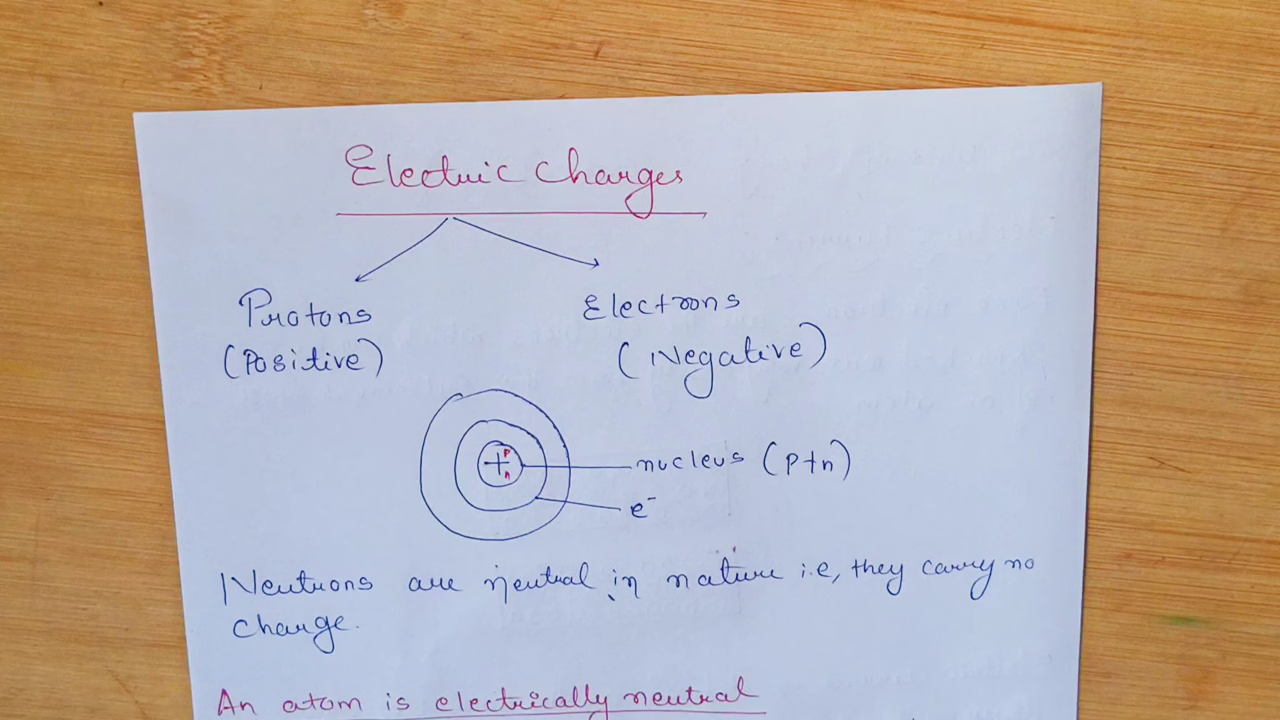 Electric Charges
Protons
(Positive)
Electrons
(Negative)
+ P
n
nucleus (p+n)
e⁻
Neutrons are neutral in nature i.e, they carry no
charge.
An atom is electrically neutral